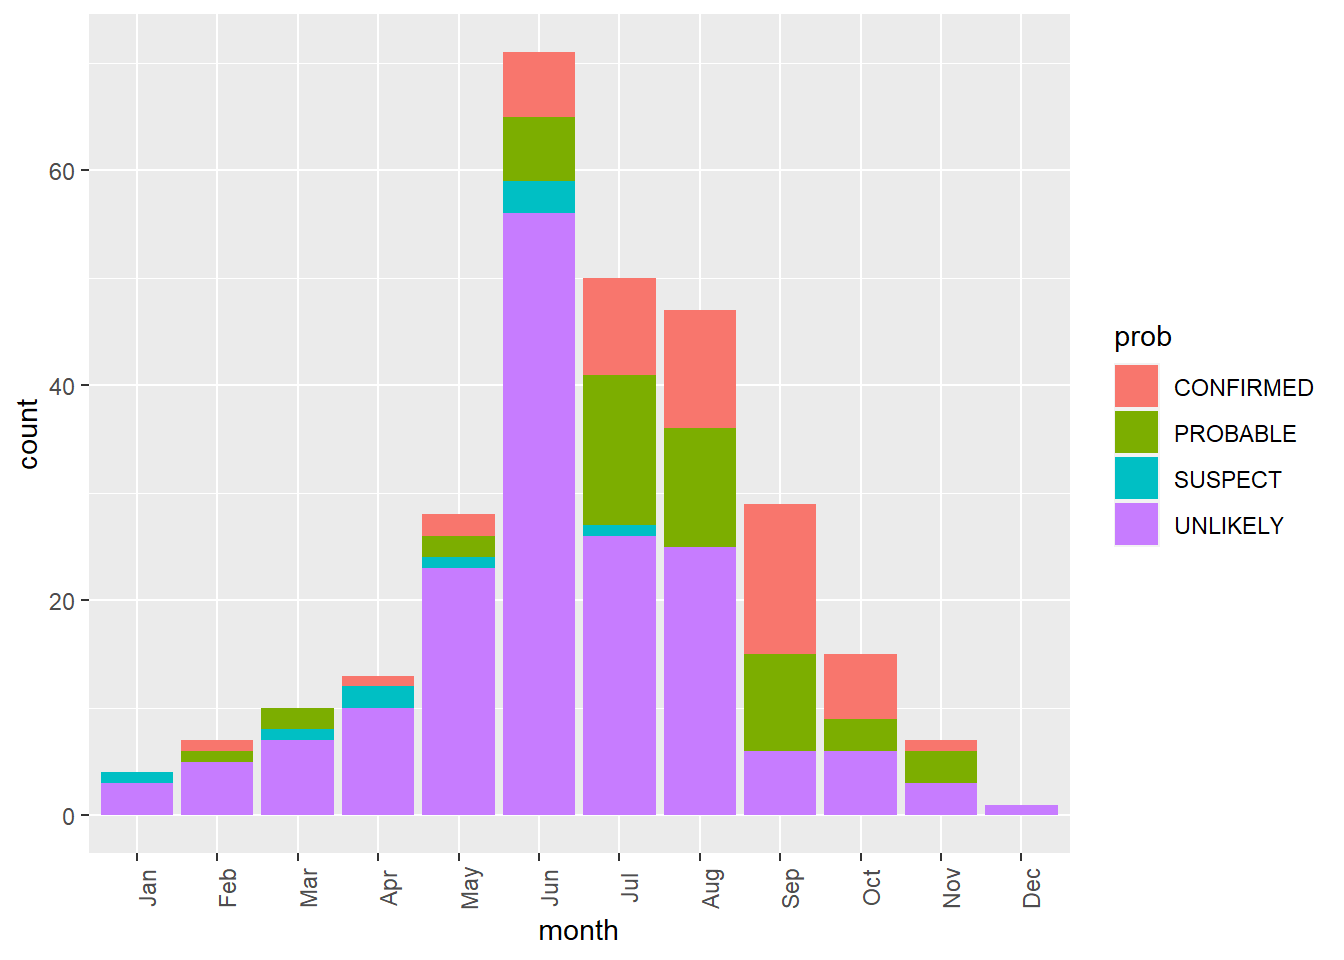 60
40
20
0
count
Jan
Feb
Mar
Apr
May
Jun
Jul
Aug
Sep
Oct
Nov
Dec
month
prob
CONFIRMED
PROBABLE
SUSPECT
UNLIKELY